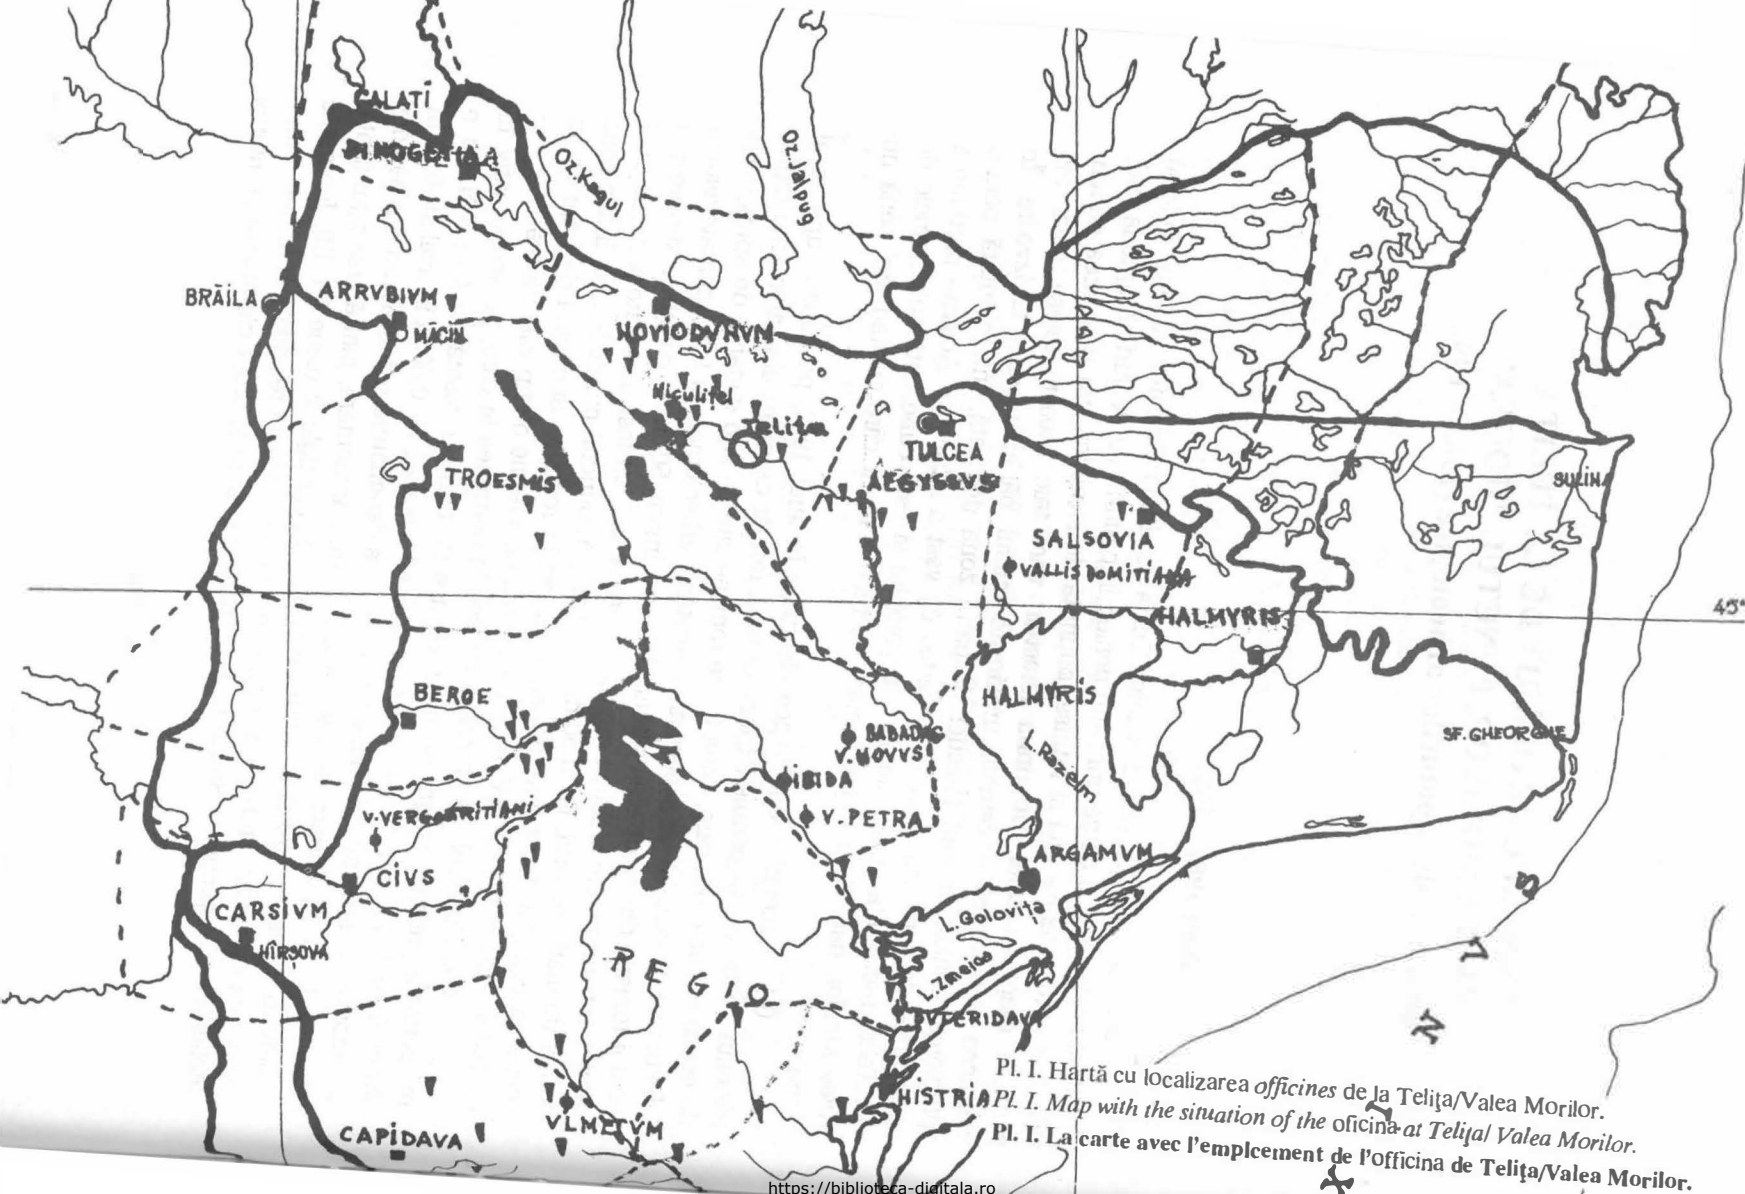 GALAȚI
DINOGETIA
Oz. Kagul
Oz. Jalpug
BRĂILA
ARRVBIVM
MĂCIN
NOVIODVNVM
Niculițel
Telița
TULCEA
AEGYSSVS
TROESMIS
SULINA
SALSOVIA
VALLIS DOMITIANA
45°
HALMYRIS
BEROE
HALMYRIS
BABADAG
V. NOVVS
IBIDA
V. PETRA
L. Razelm
SF. GHEORGHE
CIVS
ARGAMVM
CARSIVM
HÎRȘOVA
L. Golovița
L. Zmeica
REGIO
HISTRIA
VLMETVM
CAPIDAVA
Pl. I. Hartă cu localizarea officines de la Telița/Valea Morilor.
Pl. I. Map with the situation of the oficina at Telița/ Valea Morilor.
Pl. I. La carte avec l'emplcement de l'officina de Telița/Valea Morilor.
https://biblioteca-digitala.ro